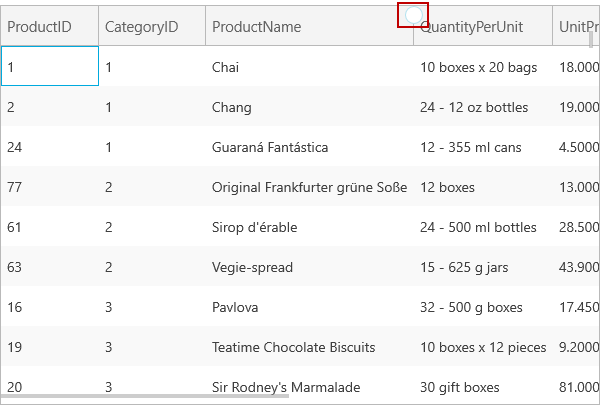 ProductID CategoryID ProductName QuantityPerUnit UnitPr
1 1 Chai 10 boxes x 20 bags 18.000
2 1 Chang 24 - 12 oz bottles 19.000
24 1 Guaraná Fantástica 12 - 355 ml cans 4.5000
77 2 Original Frankfurter grüne Soße 12 boxes 13.000
61 2 Sirop d'érable 24 - 500 ml bottles 28.500
63 2 Vegie-spread 15 - 625 g jars 43.900
16 3 Pavlova 32 - 500 g boxes 17.450
19 3 Teatime Chocolate Biscuits 10 boxes x 12 pieces 9.2000
20 3 Sir Rodney's Marmalade 30 gift boxes 81.000